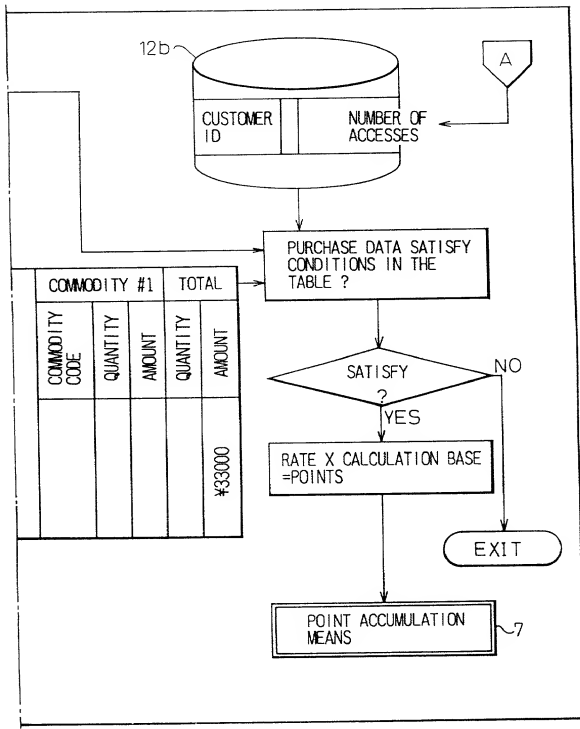 12b
A
CUSTOMER
ID
NUMBER OF
ACCESSES
PURCHASE DATA SATISFY
CONDITIONS IN THE
TABLE ?
COMMODITY #1
TOTAL
COMMODITY
CODE
QUANTITY
AMOUNT
QUANTITY
AMOUNT
¥33000
SATISFY
?
NO
YES
RATE X CALCULATION BASE
=POINTS
EXIT
POINT ACCUMULATION
MEANS
7